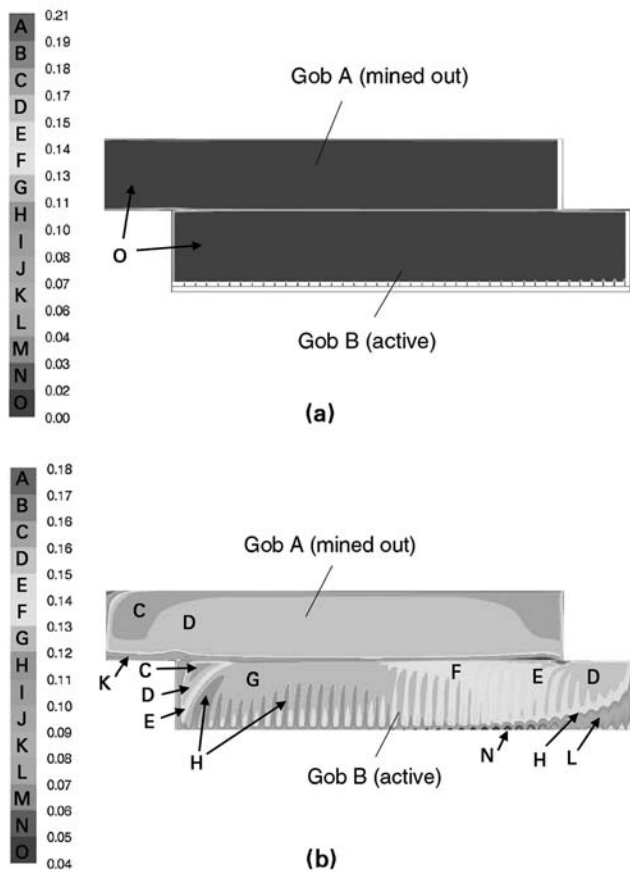 0.21
A
0.20
B
0.18
C
0.17
D
0.15
E
0.14
F
0.13
G
0.11
H
0.10
I
0.08
J
0.07
K
0.06
L
0.04
M
0.03
N
0.01
O
0.00
Gob A (mined out)
O
Gob B (active)
(a)
0.18
A
0.17
B
0.16
C
0.15
D
0.14
E
0.13
F
0.12
G
0.12
H
0.11
I
0.10
J
0.09
K
0.08
L
0.07
M
0.06
N
0.05
O
0.04
Gob A (mined out)
C
D
K
C
D
E
G
H
F
E
D
N
H
L
Gob B (active)
(b)